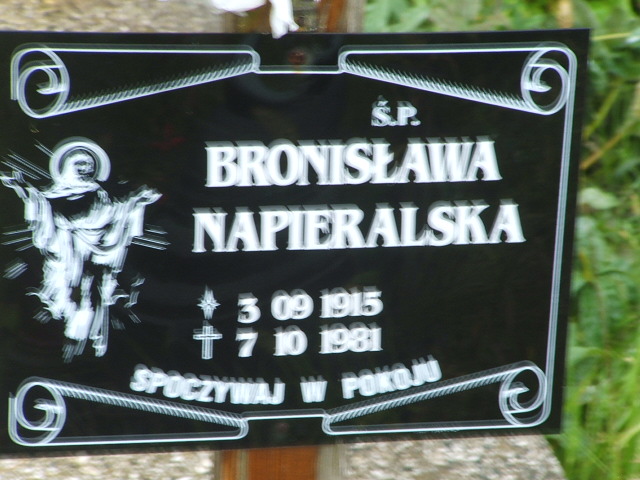 Ś.P.
BRONISŁAWA
NAPIERALSKA
3 09 1915
7 10 1981
SPOCZYWAJ W POKOJU